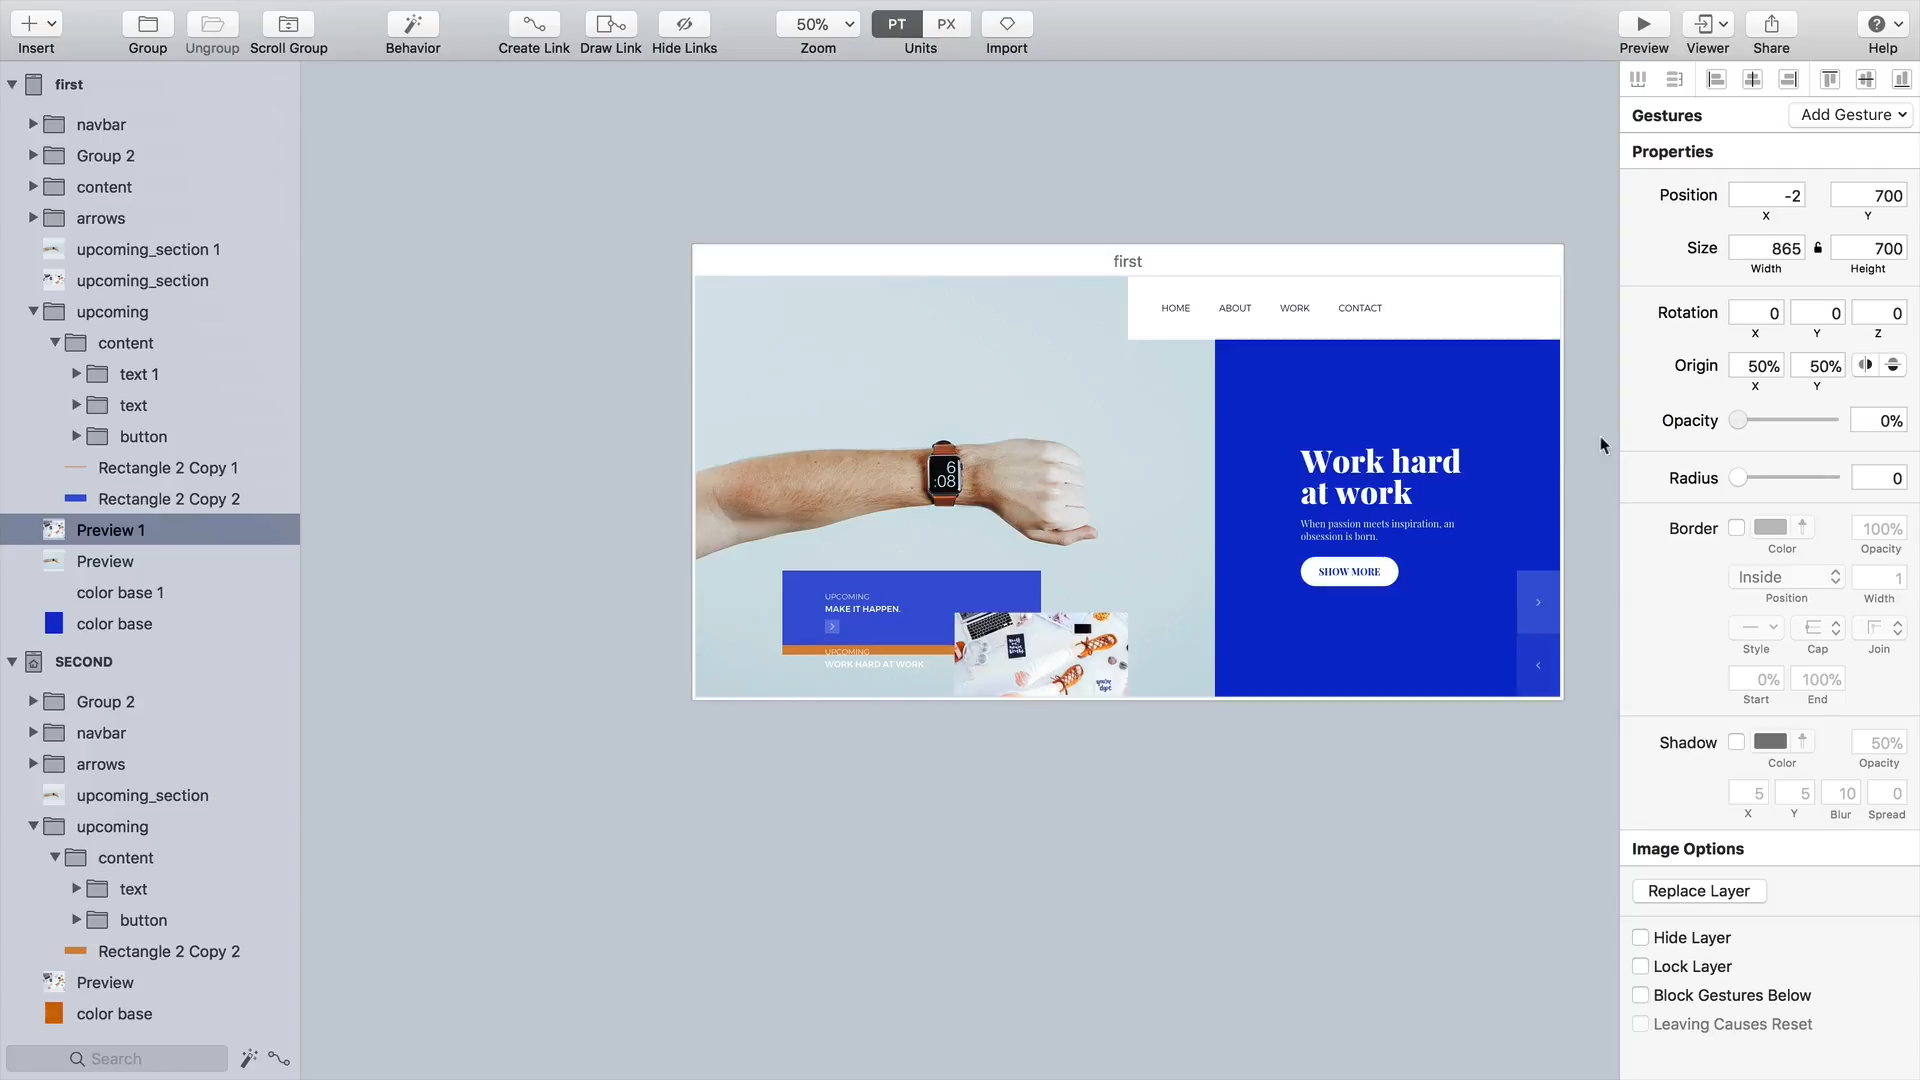 Insert
Group
Ungroup
Scroll Group
Behavior
Create Link
Draw Link
Hide Links
50%
Zoom
PT
PX
Units
Import
Preview
Viewer
Share
?
Help
first
navbar
Group 2
content
arrows
upcoming_section 1
upcoming_section
upcoming
content
text 1
text
button
Rectangle 2 Copy 1
Rectangle 2 Copy 2
Preview 1
Preview
color base 1
color base
SECOND
Group 2
navbar
arrows
upcoming_section
upcoming
content
text
button
Rectangle 2 Copy 2
Preview
color base
Search
first
HOME ABOUT WORK CONTACT
6
:08
Work hard
at work
When passion meets inspiration, an
obsession is born.
SHOW MORE
UPCOMING
MAKE IT HAPPEN.
UPCOMING
WORK HARD AT WORK
Gestures
Add Gesture
Properties
Position -2 700
X Y
Size 865 700
Width Height
Rotation 0 0 0
X Y Z
Origin 50% 50%
X Y
Opacity 0%
Radius 0
Border 100%
Color Opacity
Inside 1
Position Width
Style Cap Join
0% 100%
Start End
Shadow 50%
Color Opacity
5 5 10 0
X Y Blur Spread
Image Options
Replace Layer
Hide Layer
Lock Layer
Block Gestures Below
Leaving Causes Reset